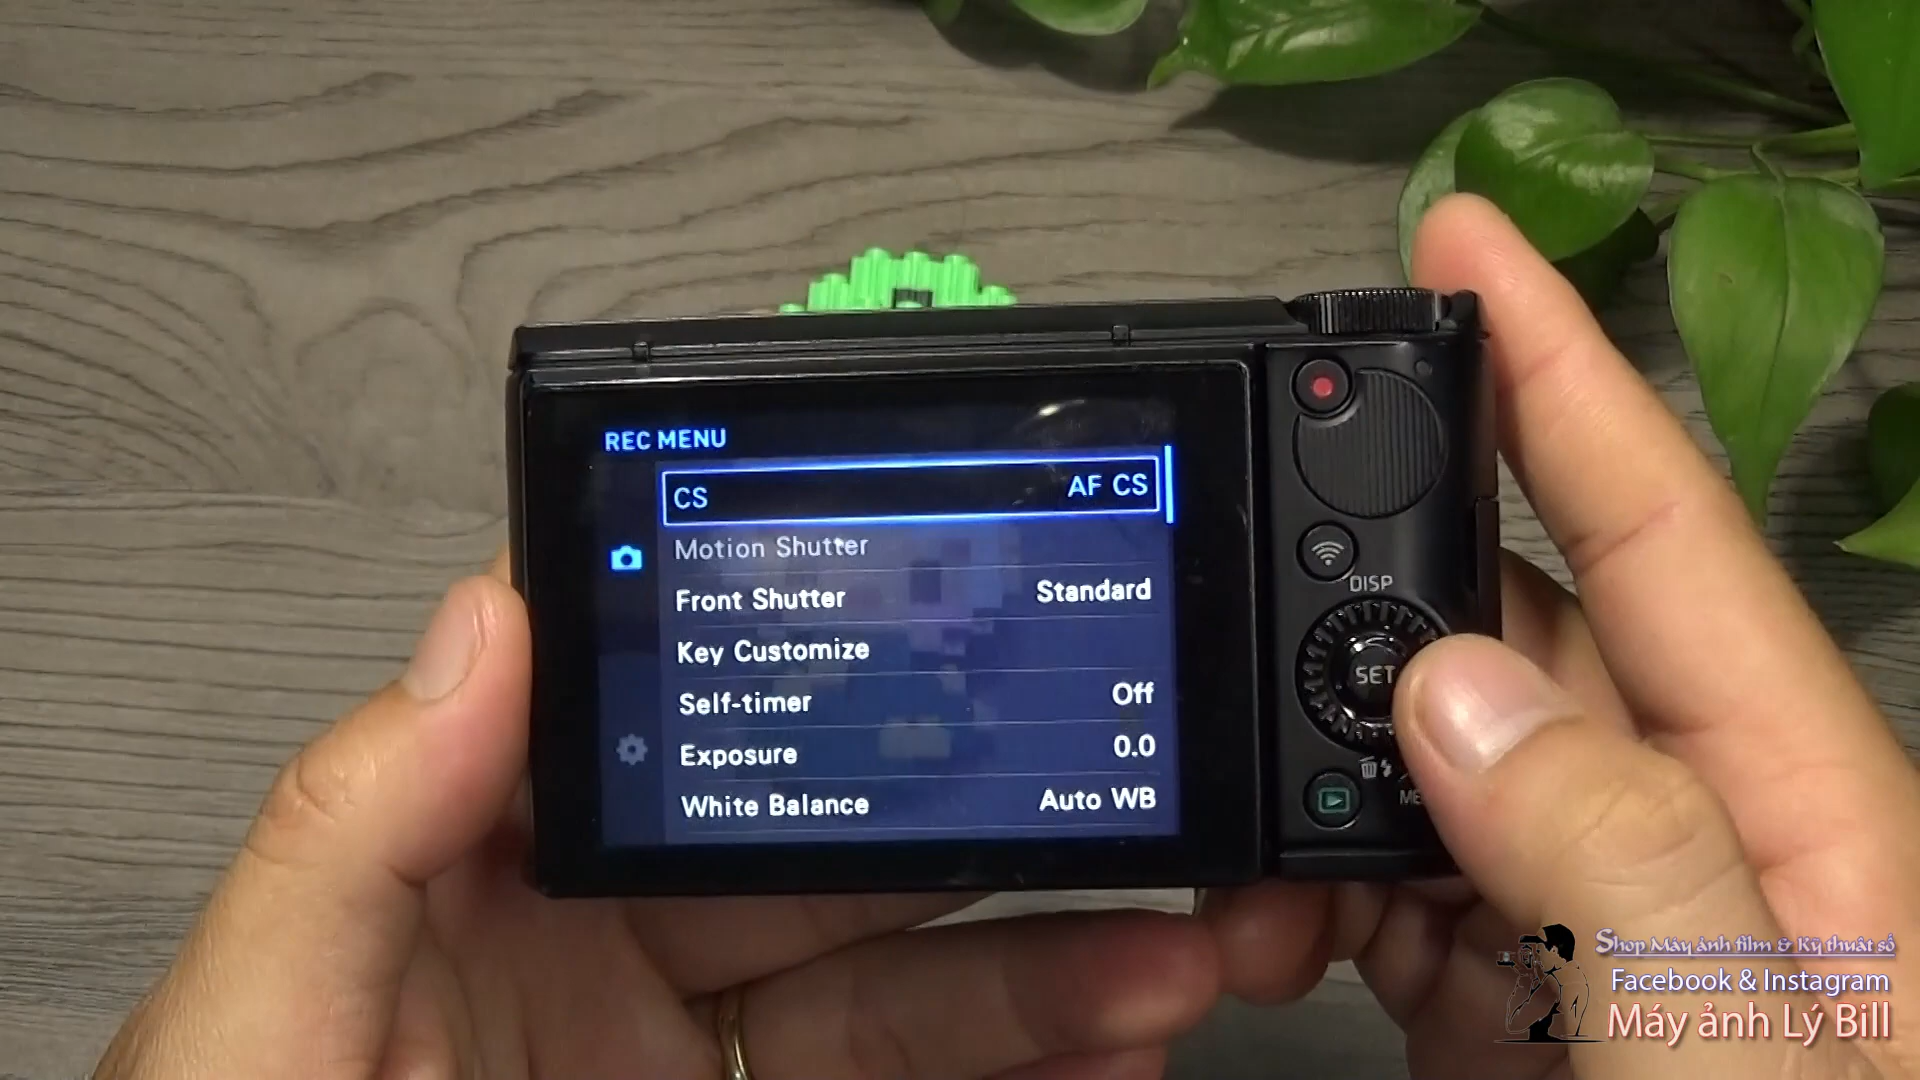 REC MENU
CS AF CS
Motion Shutter
Front Shutter Standard
Key Customize
Self-timer Off
Exposure 0.0
White Balance Auto WB
DISP
SET
Shop Máy ảnh film & Kỹ thuật số
Facebook & Instagram
Máy ảnh Lý Bill